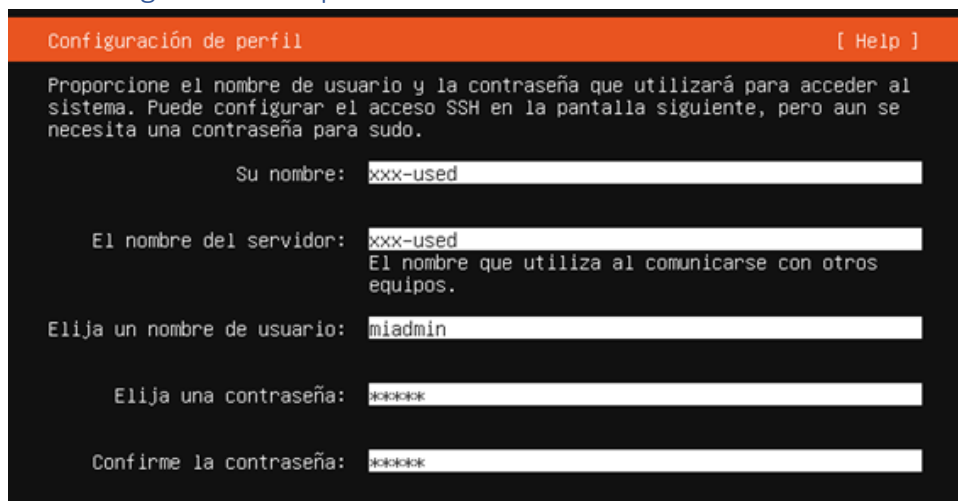 Configuración de perfil [ Help ]
Proporcione el nombre de usuario y la contraseña que utilizará para acceder al
sistema. Puede configurar el acceso SSH en la pantalla siguiente, pero aun se
necesita una contraseña para sudo.
Su nombre: xxx-used
El nombre del servidor: xxx-used
El nombre que utiliza al comunicarse con otros
equipos.
Elija un nombre de usuario: miadmin
Elija una contraseña: *****
Confirme la contraseña: *****